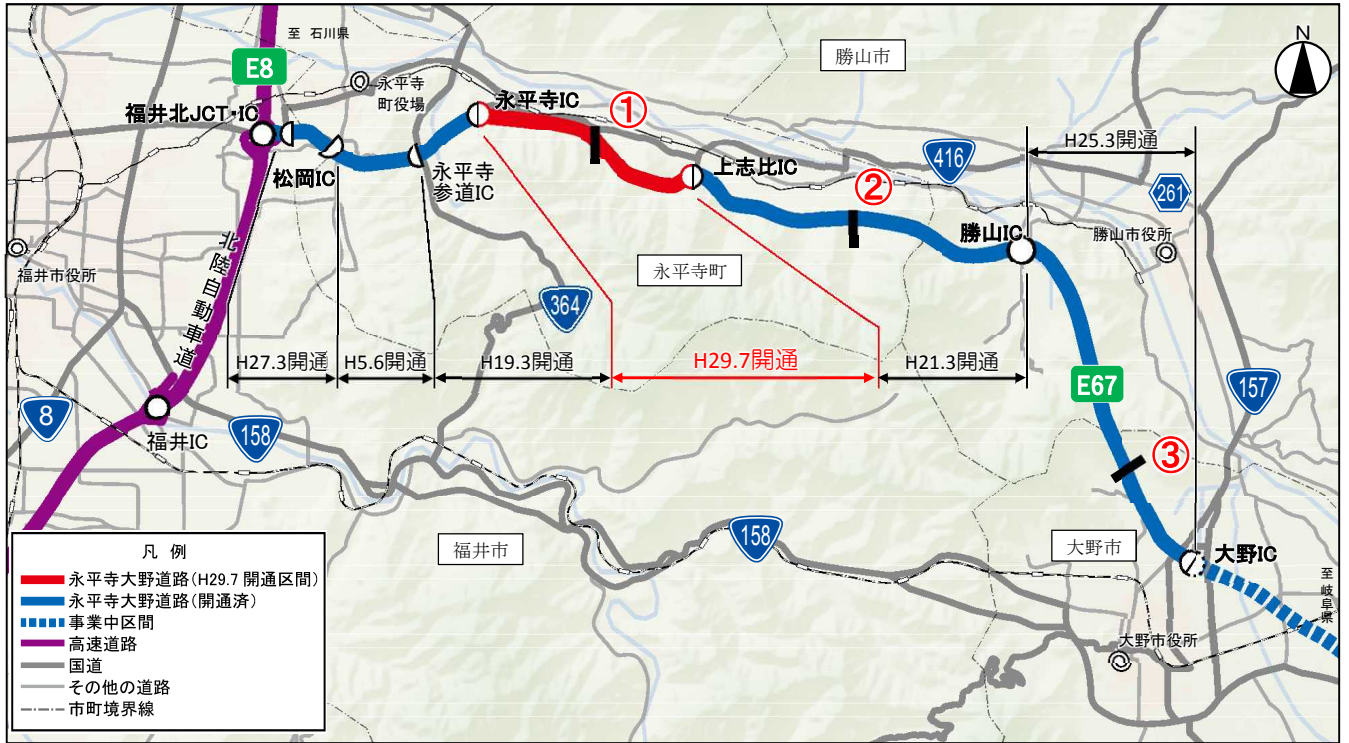 至 石川県
勝山市
N
E8
永平寺
町役場
永平寺IC
①
福井北JCT・IC
416
H25.3開通
松岡IC
永平寺
参道IC
上志比IC
②
261
勝山IC
勝山市役所
福井市役所
北陸自動車道
永平寺町
364
H27.3開通
H5.6開通
H19.3開通
H29.7開通
H21.3開通
E67
157
8
福井IC
158
③
福井市
158
大野市
大野IC
至 岐阜県
大野市役所
凡 例
永平寺大野道路(H29.7 開通区間)
永平寺大野道路(開通済)
事業中区間
高速道路
国道
その他の道路
市町境界線